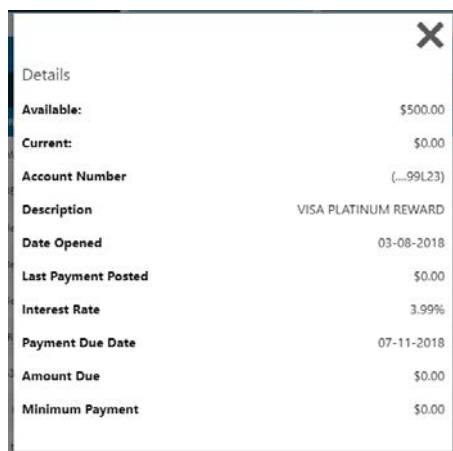 Details
Available: $500.00
Current: $0.00
Account Number (....99L23)
Description VISA PLATINUM REWARD
Date Opened 03-08-2018
Last Payment Posted $0.00
Interest Rate 3.99%
Payment Due Date 07-11-2018
Amount Due $0.00
Minimum Payment $0.00